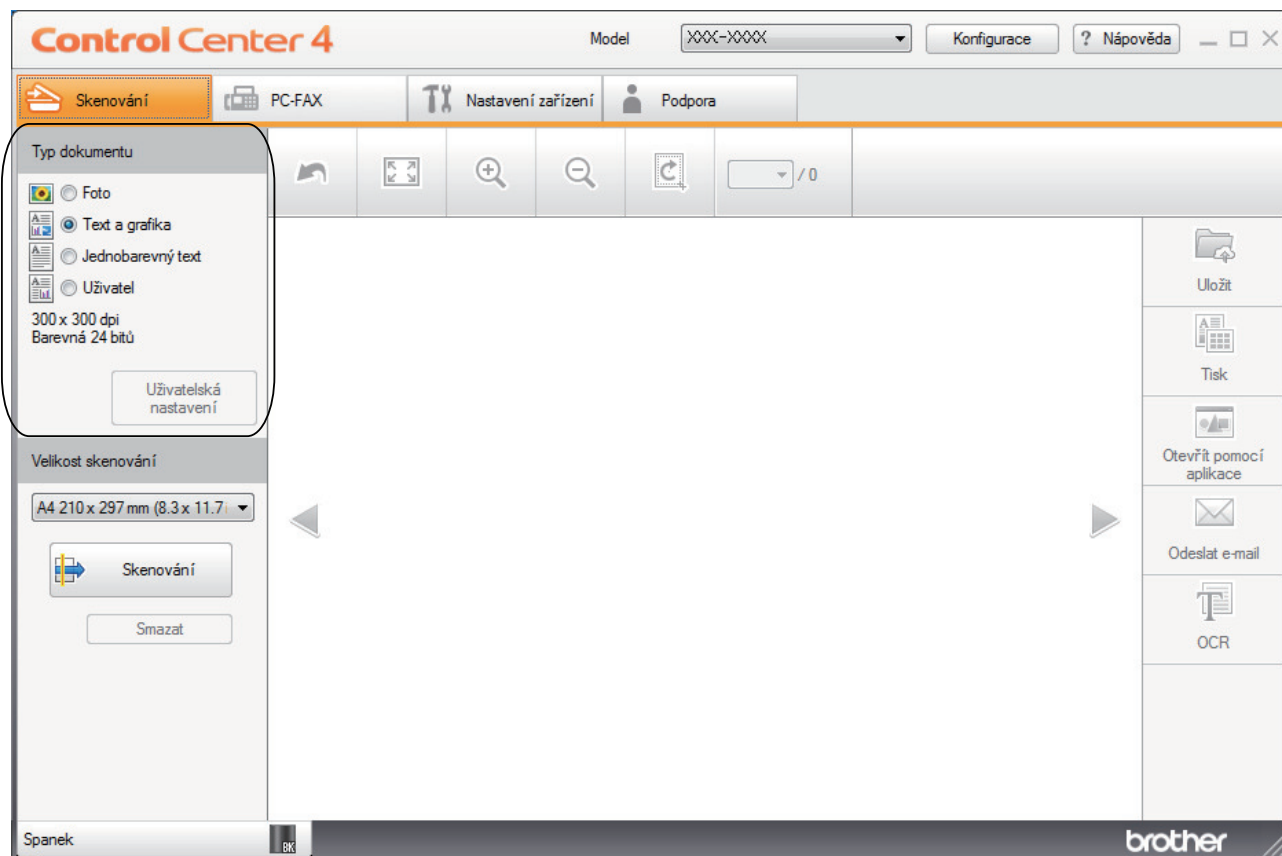 Control Center 4
Model
XXX-XXXX
Konfigurace
? Nápověda
Skenování
PC-FAX
Nastavení zařízení
Podpora
Typ dokumentu
Foto
Text a grafika
Jednobarevný text
Uživatel
300 x 300 dpi
Barevná 24 bitů
Uživatelská
nastavení
/ 0
Velikost skenování
A4 210 x 297 mm (8.3 x 11.7
Skenování
Smazat
Uložit
Tisk
Otevřít pomocí
aplikace
Odeslat e-mail
OCR
Spanek
BK
brother